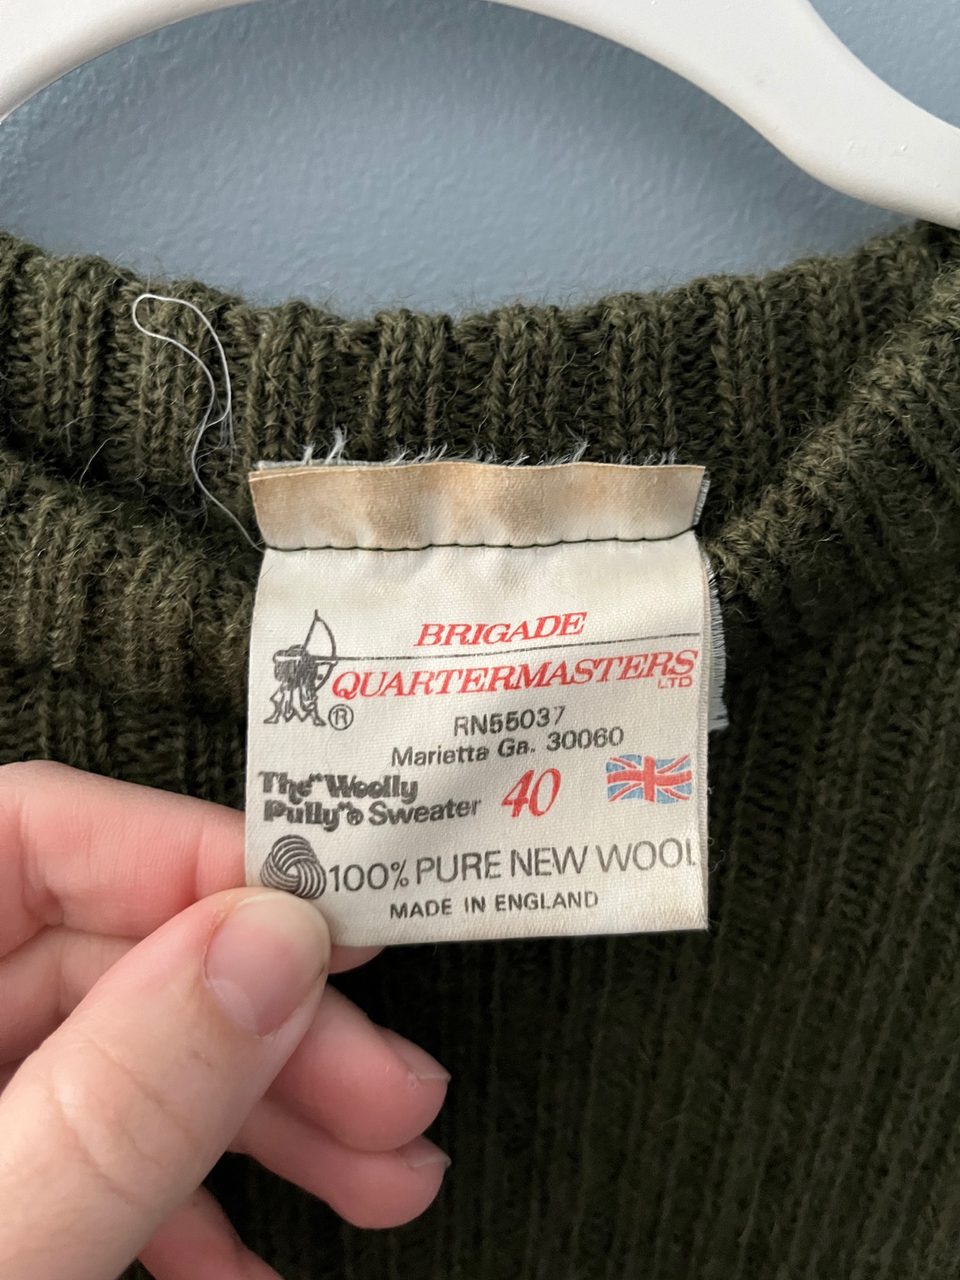 BRIGADE
QUARTERMASTERS
LTD
®
RN55037
Marietta Ga. 30060
The "Woolly
Pully"® Sweater 40
100% PURE NEW WOOL
MADE IN ENGLAND